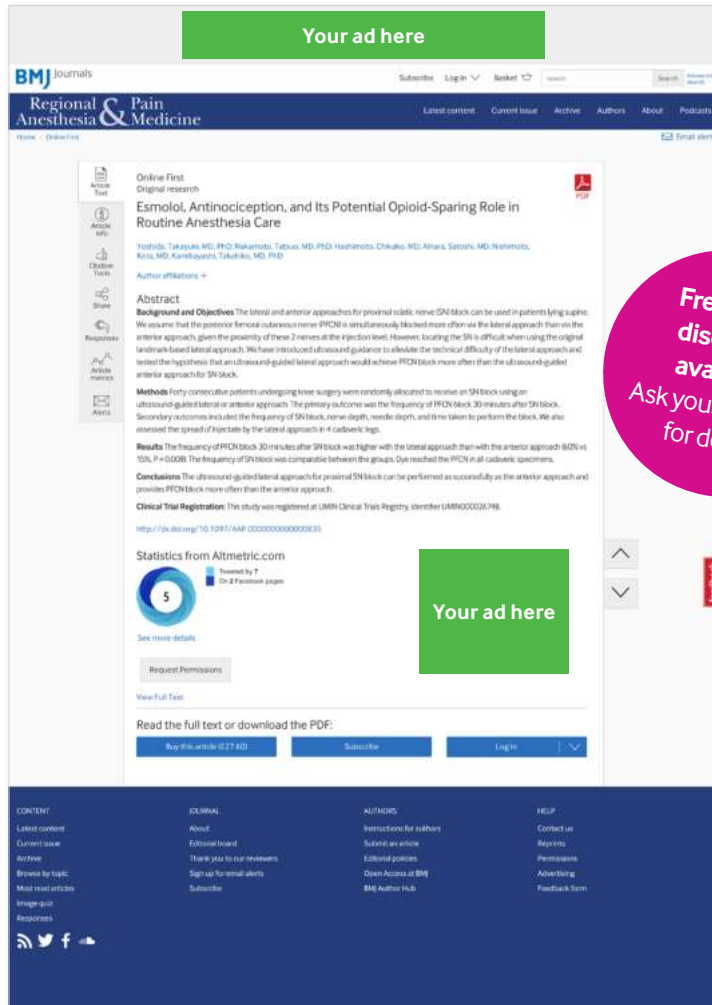 Your ad here
BMJ Journals
Subscribe Log In Basket search Search
Regional & Pain
Anesthesia Medicine
Latest content Current issue Archive Authors About Podcasts
Home Online First
Email alerts
Article Text
Article info
Citation Tools
Share
Responses
Article metrics
Alerts
Online First
Original research
PDF
Esmolol, Antinociception, and Its Potential Opioid-Sparing Role in
Routine Anesthesia Care
Yoshida, Takayuki, MD, PhD; Nakamoto, Tatsuo, MD, PhD; Hashimoto, Chikako, MD; Aihara, Satoshi, MD; Nishimoto,
Kota, MD; Kamibayashi, Takahiko, MD, PhD
Author affiliations +
Abstract
Background and Objectives The lateral and anterior approaches for proximal sciatic nerve (SN) block can be used in patients lying supine.
We assume that the posterior femoral cutaneous nerve (PFCN) is simultaneously blocked more often via the lateral approach than via the
anterior approach, given the proximity of these 2 nerves at the injection level. However, locating the SN is difficult when using the original
landmark-based lateral approach. We have introduced ultrasound guidance to alleviate the technical difficulty of the lateral approach and
tested the hypothesis that an ultrasound-guided lateral approach would achieve PFCN block more often than the ultrasound-guided
anterior approach for SN block.
Methods Forty consecutive patients undergoing knee surgery were randomly allocated to receive an SN block using an
ultrasound-guided lateral or anterior approach. The primary outcome was the frequency of PFCN block 30 minutes after SN block.
Secondary outcomes included the frequency of SN block, nerve depth, needle depth, and time taken to perform the block. We also
assessed the spread of injectate by the lateral approach in 4 cadaveric legs.
Results The frequency of PFCN block 30 minutes after SN block was higher with the lateral approach than with the anterior approach (60% vs
15%, P = 0.008). The frequency of SN block was comparable between the groups. Dye reached the PFCN in all cadaveric specimens.
Conclusions The ultrasound-guided lateral approach for proximal SN block can be performed as successfully as the anterior approach and
provides PFCN block more often than the anterior approach.
Clinical Trial Registration: This study was registered at UMIN Clinical Trials Registry, identifier UMIN000026748.
http://dx.doi.org/10.1097/AAP.0000000000000835
Statistics from Altmetric.com
5
Tweeted by 7
On 2 Facebook pages
See more details
Your ad here
Request Permissions
View Full Text
Read the full text or download the PDF:
Buy this article (£27.60) Subscribe Log in
CONTENT JOURNAL AUTHORS HELP
Latest content About Instructions for authors Contact us
Current issue Editorial board Submit an article Reprints
Archive Thank you to our reviewers Editorial policies Permissions
Browse by topic Sign up for email alerts Open Access at BMJ Advertising
Most read articles Subscribe BMJ Author Hub Feedback form
Image quiz
Responses